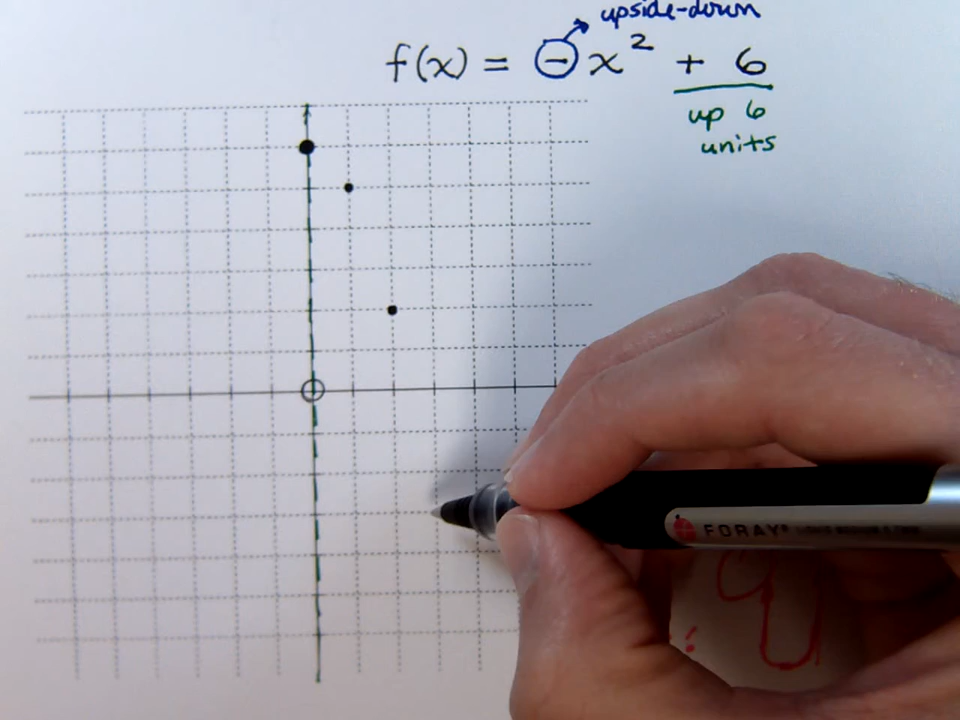 upside-down
f(x) = -x² + 6
up 6
units
FORAY